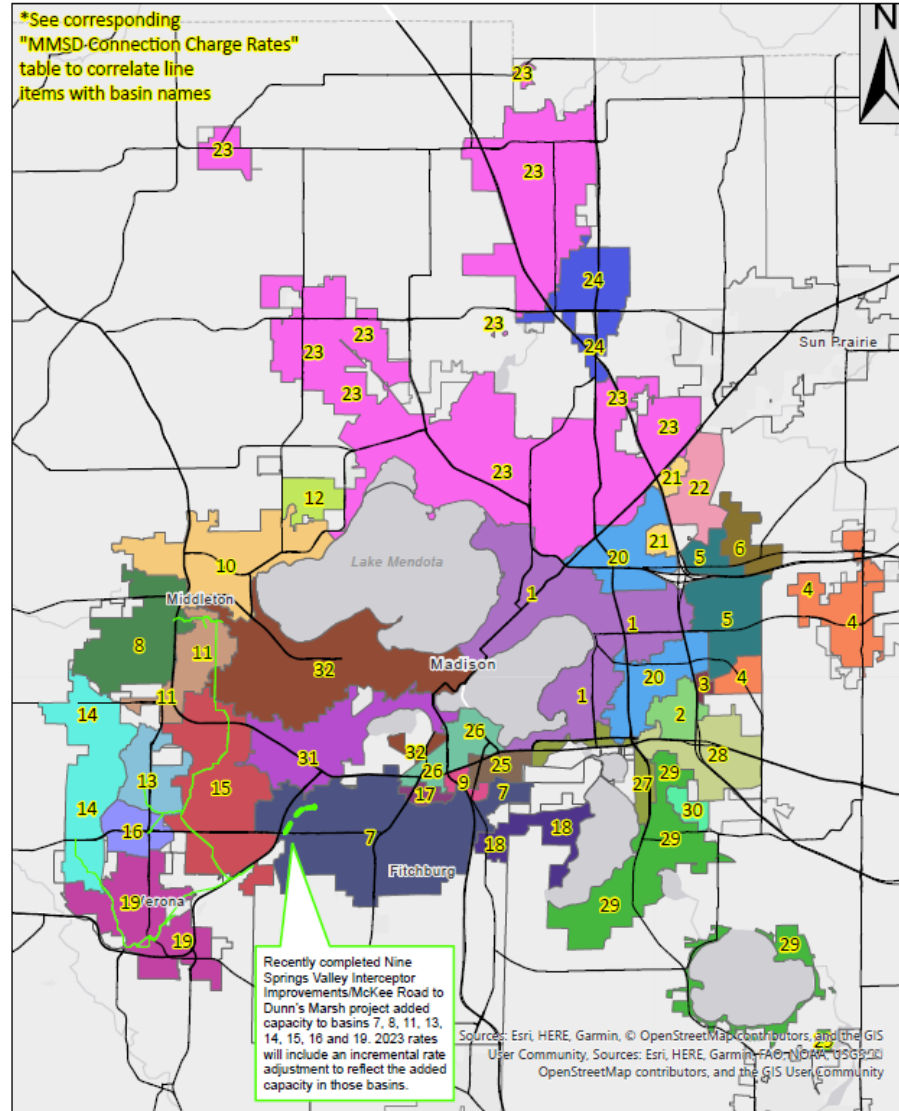 *See corresponding
"MMSD Connection Charge Rates"
table to correlate line
items with basin names
N
23
23
23
24
23
24
Sun Prairie
23
23
23
23
23
23
21
22
12
21
5
6
Lake Mendota
20
10
1
4
Middleton
1
5
4
8
11
Madison
32
20
3
4
11
1
2
14
26
28
31
32
25
29
26
13
15
27
17
9
7
30
14
18
16
7
18
29
Fitchburg
19
erona
29
19
29
Recently completed Nine
Springs Valley Interceptor
Improvements/McKee Road to
Dunn's Marsh project added
capacity to basins 7, 8, 11, 13,
14, 15, 16 and 19. 2023 rates
will include an incremental rate
adjustment to reflect the added
capacity in those basins.
Sources: Esri, HERE, Garmin, © OpenStreetMap contributors, and the GIS
User Community, Sources: Esri, HERE, Garmin, FAO, NOAA, USGS, ©
OpenStreetMap contributors, and the GIS User Community
29